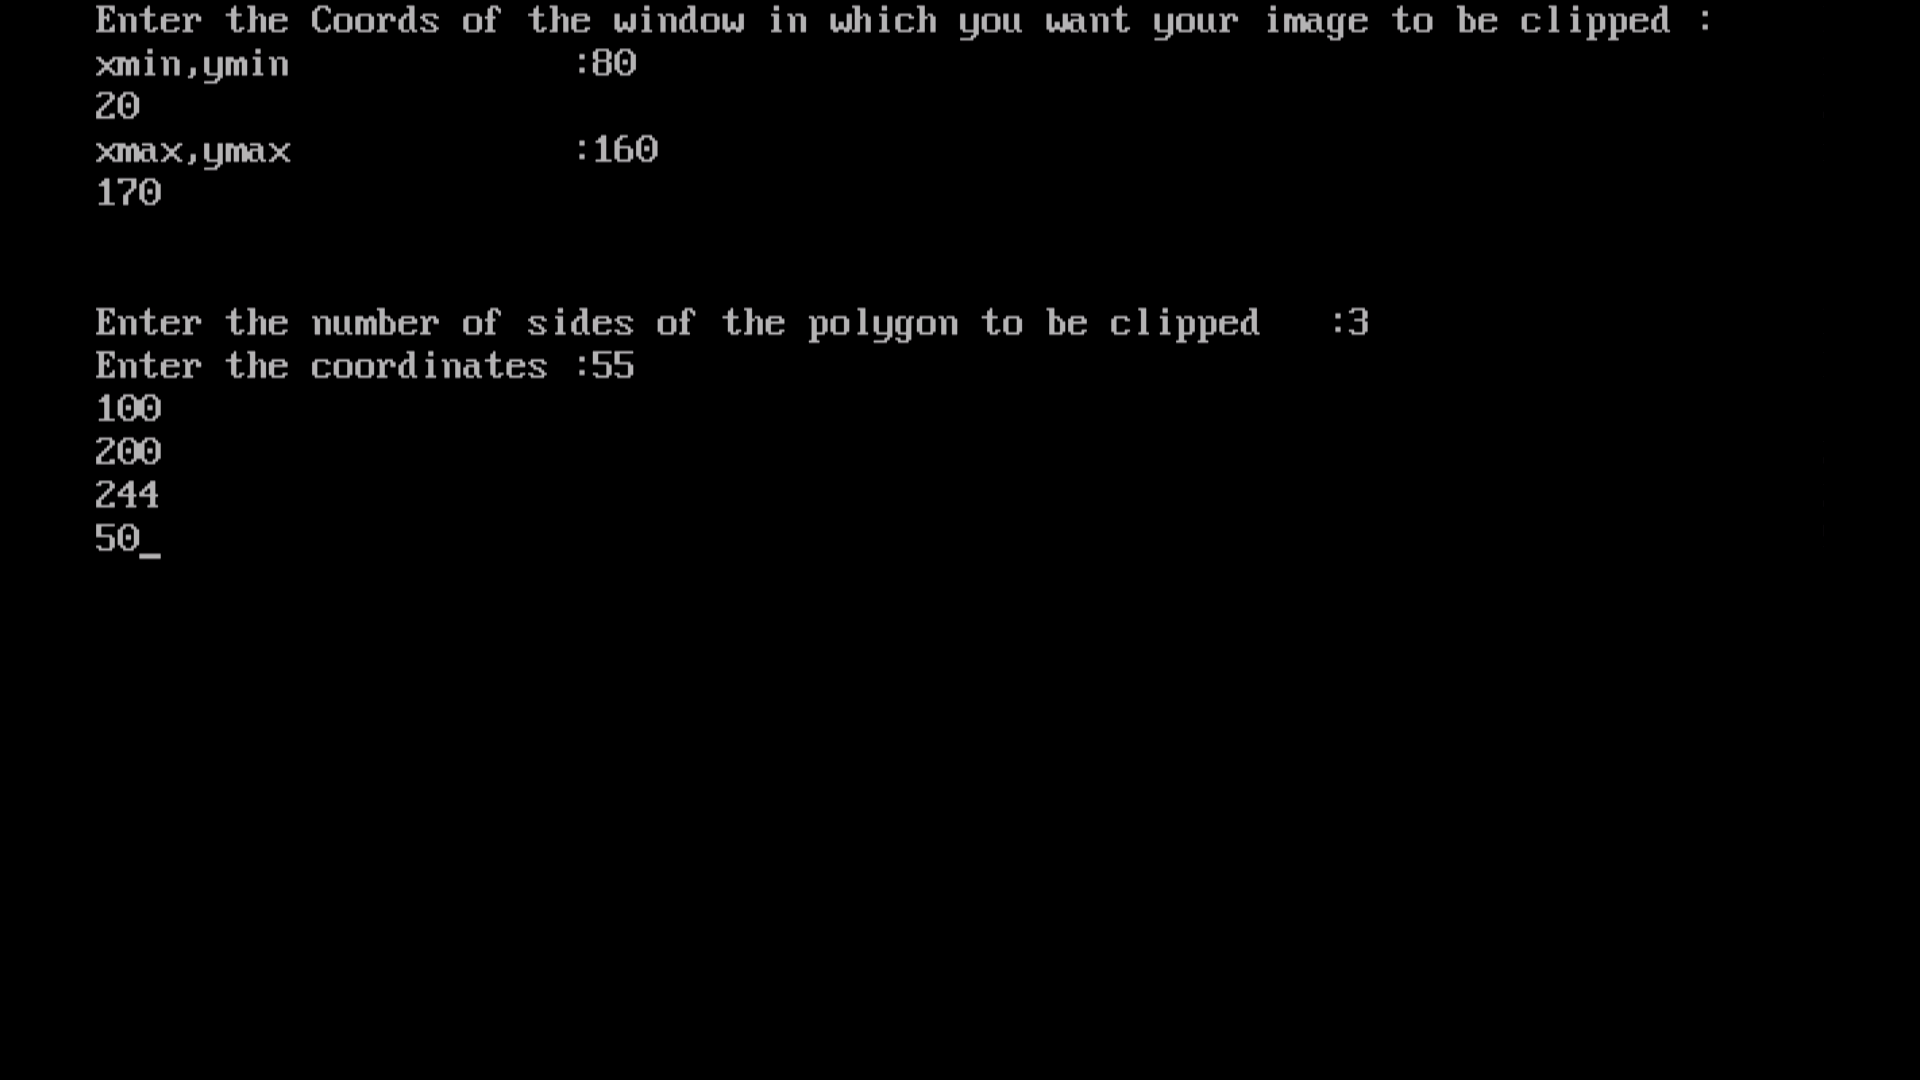 Enter the Coords of the window in which you want your image to be clipped :
xmin,ymin :80
20
xmax,ymax :160
170
Enter the number of sides of the polygon to be clipped :3
Enter the coordinates :55
100
200
244
50_